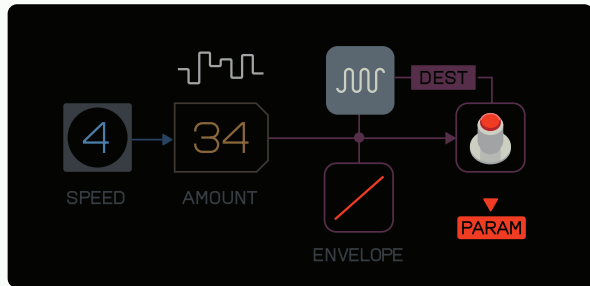 DEST
4
34
SPEED
AMOUNT
PARAM
ENVELOPE